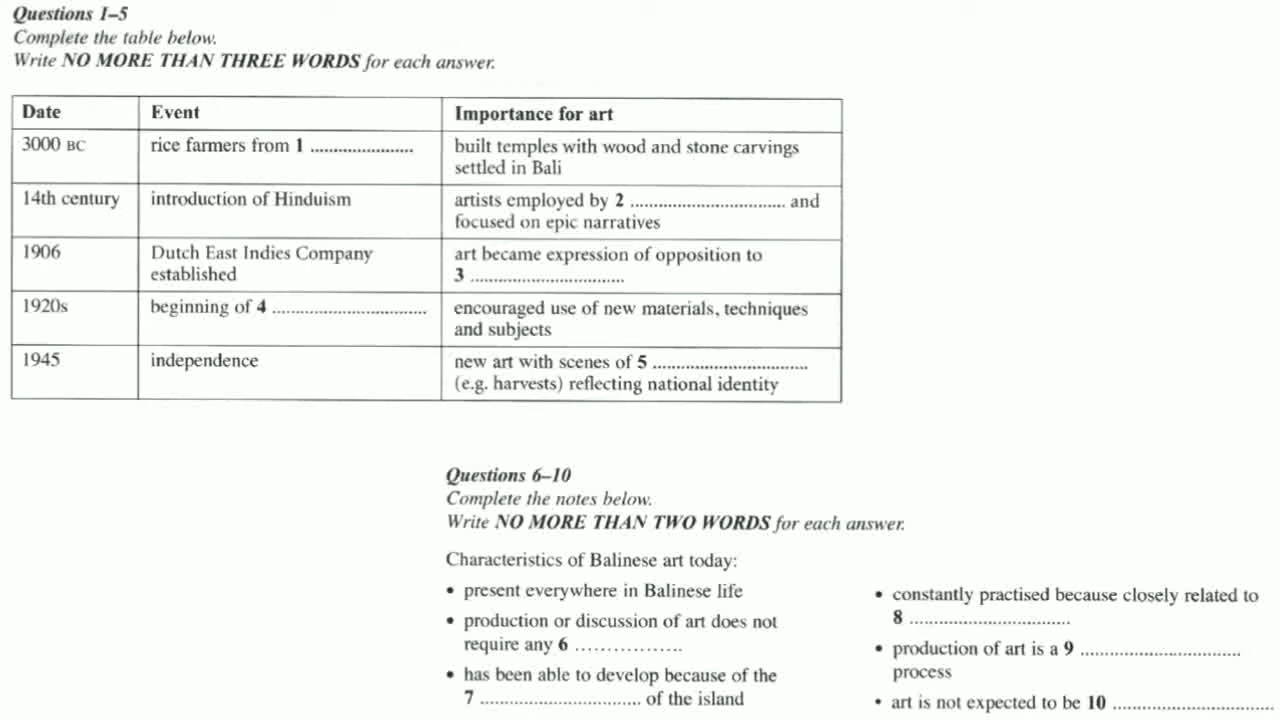 Questions 1–5
Complete the table below.
Write NO MORE THAN THREE WORDS for each answer.
Date Event Importance for art
3000 BC rice farmers from 1 ..................... built temples with wood and stone carvings
settled in Bali
14th century introduction of Hinduism artists employed by 2 ............................... and
focused on epic narratives
1906 Dutch East Indies Company art became expression of opposition to
established 3 ...............................
1920s beginning of 4 ............................... encouraged use of new materials, techniques
and subjects
1945 independence new art with scenes of 5 ...............................
(e.g. harvests) reflecting national identity
Questions 6–10
Complete the notes below.
Write NO MORE THAN TWO WORDS for each answer.
Characteristics of Balinese art today:
• present everywhere in Balinese life
• production or discussion of art does not
require any 6 ................
• has been able to develop because of the
7 ................................ of the island
• constantly practised because closely related to
8 ................................
• production of art is a 9 ................................
process
• art is not expected to be 10 ................................